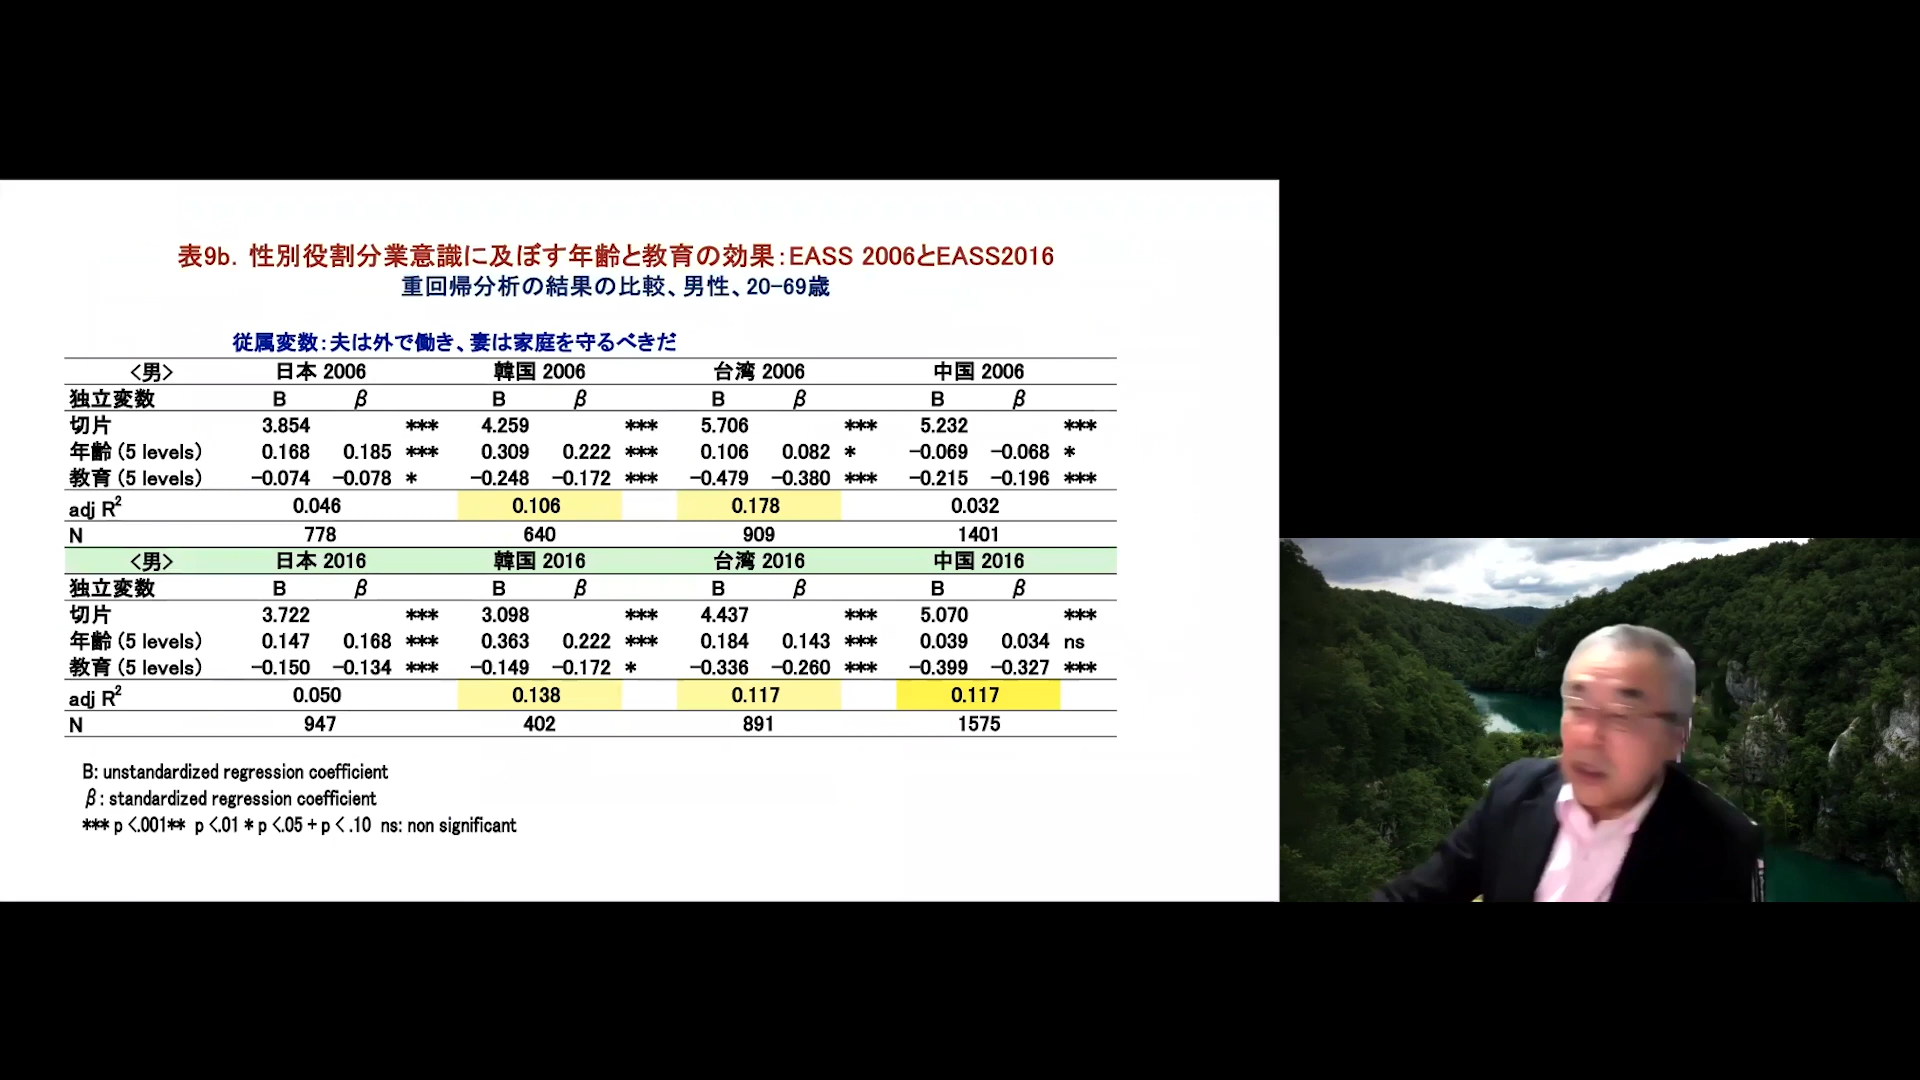 表9b. 性別役割分業意識に及ぼす年齢と教育の効果：EASS 2006とEASS2016
重回帰分析の結果の比較、男性、20-69歳
従属変数：夫は外で働き、妻は家庭を守るべきだ
<男> 日本 2006 韓国 2006 台湾 2006 中国 2006
独立変数 B β B β B β B β
切片 3.854 *** 4.259 *** 5.706 *** 5.232 ***
年齢 (5 levels) 0.168 0.185 *** 0.309 0.222 *** 0.106 0.082 * -0.069 -0.068 *
教育 (5 levels) -0.074 -0.078 * -0.248 -0.172 *** -0.479 -0.380 *** -0.215 -0.196 ***
adj R² 0.046 0.106 0.178 0.032
N 778 640 909 1401
<男> 日本 2016 韓国 2016 台湾 2016 中国 2016
独立変数 B β B β B β B β
切片 3.722 *** 3.098 *** 4.437 *** 5.070 ***
年齢 (5 levels) 0.147 0.168 *** 0.363 0.222 *** 0.184 0.143 *** 0.039 0.034 ns
教育 (5 levels) -0.150 -0.134 *** -0.149 -0.172 * -0.336 -0.260 *** -0.399 -0.327 ***
adj R² 0.050 0.138 0.117 0.117
N 947 402 891 1575
B: unstandardized regression coefficient
β: standardized regression coefficient
*** p <.001** p <.01 * p <.05 + p < .10 ns: non significant